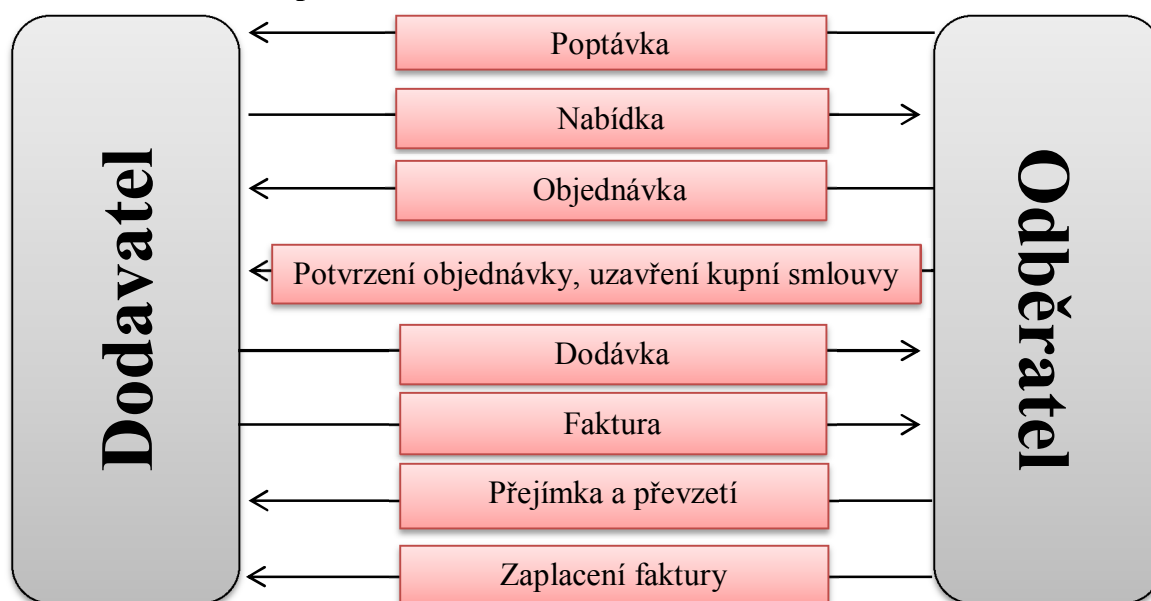 Dodavatel
Poptávka
Nabídka
Objednávka
Potvrzení objednávky, uzavření kupní smlouvy
Dodávka
Faktura
Přejímka a převzetí
Zaplacení faktury
Odběratel